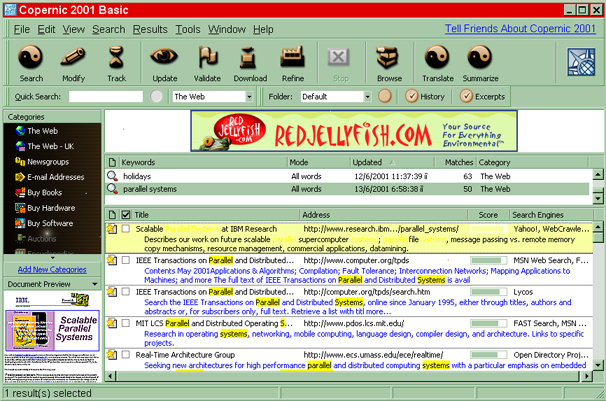 Copernic 2001 Basic
File Edit View Search Results Tools Window Help
Tell Friends About Copernic 2001
Search Modify Track Update Validate Download Refine Stop Browse Translate Summarize
Quick Search: The Web Folder: Default History Excerpts
Categories
The Web
The Web - UK
Newsgroups
E-mail Addresses
Buy Books
Buy Hardware
Buy Software
Auctions
Add New Categories
Document Preview
IBM
Scalable
Parallel
Systems
RED
JELLYFISH
.COM
REDJELLYFISH.COM
Your Source
For Everything
Environmental
Keywords Mode Updated Matches Category
holidays All words 12/6/2001 11:37:39 ii 63 The Web
parallel systems All words 13/6/2001 6:58:38 ii 50 The Web
Title Address Score Search Engines
Scalable Parallel Systems at IBM Research http://www.research.ibm.../parallel_systems/ Yahoo!, WebCrawle...
Describes our work on future scalable parallel supercomputer systems: parallel file systems, message passing vs. remote memory
copy mechanisms, resource management, commercial applications, datamining.
IEEE Transactions on Parallel and Distributed... http://www.computer.org/tpds MSN Web Search, F...
Contents May 2001Applications & Algorithms; Compilation; Fault Tolerance; Interconnection Networks; Mapping Applications to
Machines; and more The full text of IEEE Transactions on Parallel and Distributed Systems is avail
IEEE Transactions on Parallel and Distributed... http://computer.org/tpds Lycos
Search the IEEE Transactions on Parallel and Distributed Systems, online since January 1995, either through titles, authors and
abstracts or, for subscribers only, full text. Retrieve a list with titl more...
MIT LCS Parallel and Distributed Operating S... http://www.pdos.lcs.mit.edu/ FAST Search, MSN ...
Research in operating systems, networking, mobile computing, language design, compiler design, and architecture. Links to specific
projects.
Real-Time Architecture Group http://www.ecs.umass.edu/ece/realtime/ Open Directory Proj...
Seeking new architectures for high performance parallel and distributed computing systems with a particular emphasis on embedded
1 result(s) selected